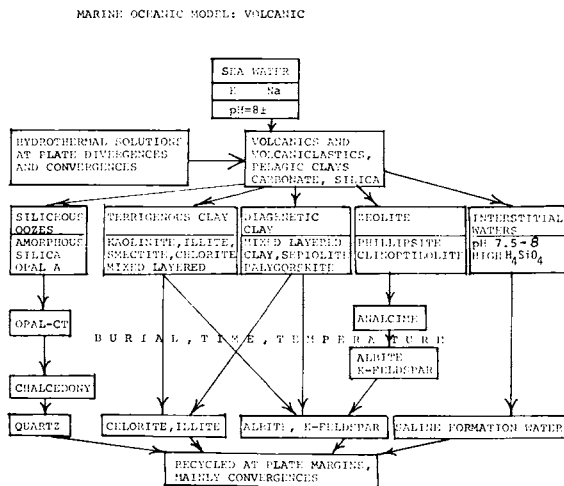 MARINE OCEANIC MODEL: VOLCANIC
SEA WATER
K Na
pH=8±
HYDROTHERMAL SOLUTIONS
AT PLATE DIVERGENCES
AND CONVERGENCES
VOLCANICS AND
VOLCANICLASTICS,
PELAGIC CLAYS
CARBONATE, SILICA
SILICEOUS
OOZES
AMORPHOUS
SILICA
OPAL A
TERRIGENOUS CLAY
KAOLINITE, ILLITE,
SMECTITE, CHLORITE
MIXED LAYERED
DIAGENETIC
CLAY
MIXED LAYERED
CLAY, SEPIOLITE
PALYGORSKITE
ZEOLITE
PHILLIPSITE
CLINOPTILOLITE
INTERSTITIAL
WATERS
pH 7.5-8
HIGH H₄SiO₄
OPAL-CT
ANALCIME
BURIAL, TIME, TEMPERATURE
ALBITE
K-FELDSPAR
CHALCEDONY
QUARTZ
CHLORITE, ILLITE
ALBITE, K-FELDSPAR
SALINE FORMATION WATER
RECYCLED AT PLATE MARGINS,
MAINLY CONVERGENCES